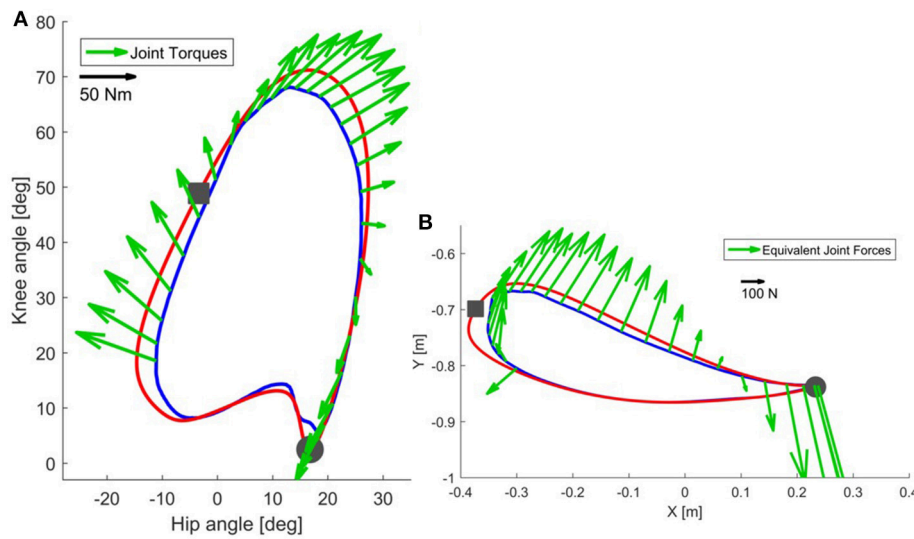 A
Joint Torques
50 Nm
80
70
60
50
40
30
20
10
0
Knee angle [deg]
-20
-10
0
10
20
30
Hip angle [deg]
B
Equivalent Joint Forces
100 N
-0.6
-0.7
-0.8
-0.9
-1
Y [m]
-0.4
-0.3
-0.2
-0.1
0
0.1
0.2
0.3
0.4
X [m]